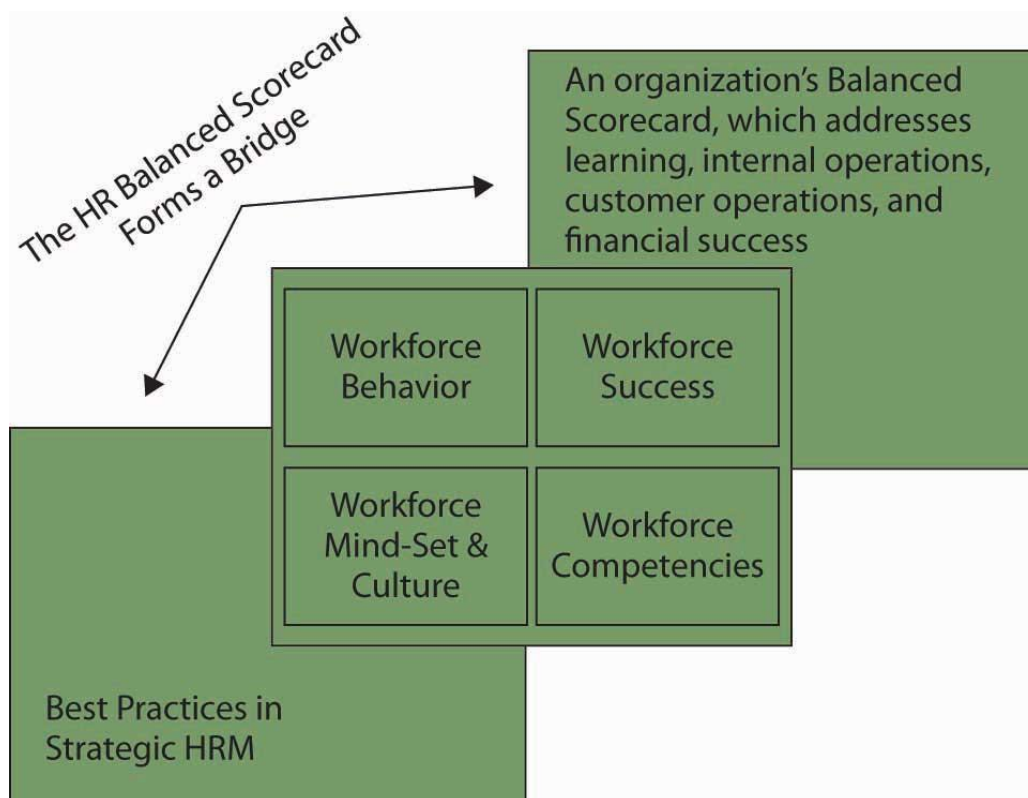 The HR Balanced Scorecard
Forms a Bridge
An organization’s Balanced
Scorecard, which addresses
learning, internal operations,
customer operations, and
financial success
Workforce
Behavior
Workforce
Success
Workforce
Mind-Set &
Culture
Workforce
Competencies
Best Practices in
Strategic HRM